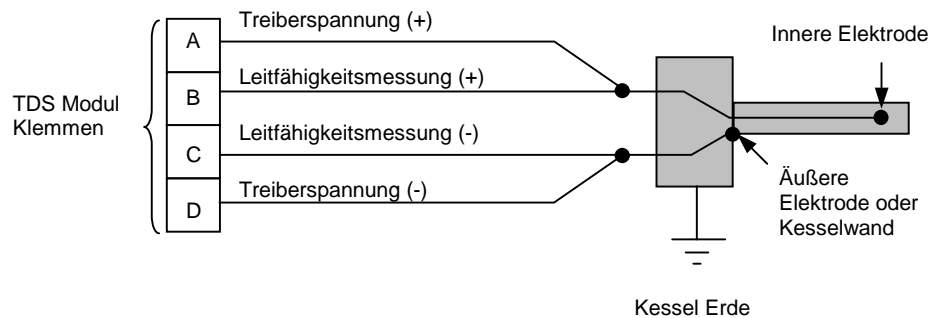 Treiberspannung (+)
A
Innere Elektrode
Leitfähigkeitsmessung (+)
B
TDS Modul
Klemmen
Leitfähigkeitsmessung (-)
C
Treiberspannung (-)
D
Äußere
Elektrode oder
Kesselwand
Kessel Erde